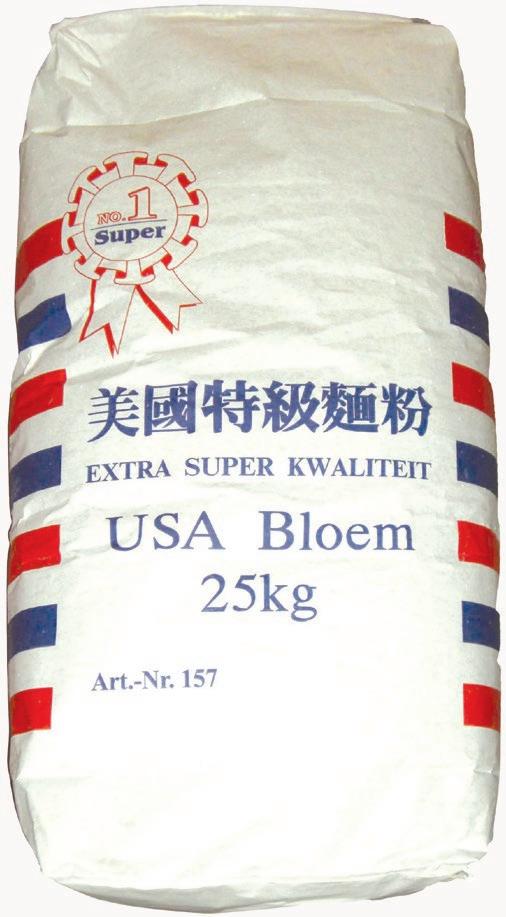 NO. 1
Super
美國特級麵粉
EXTRA SUPER KWALITEIT
USA Bloem
25kg
Art.-Nr. 157